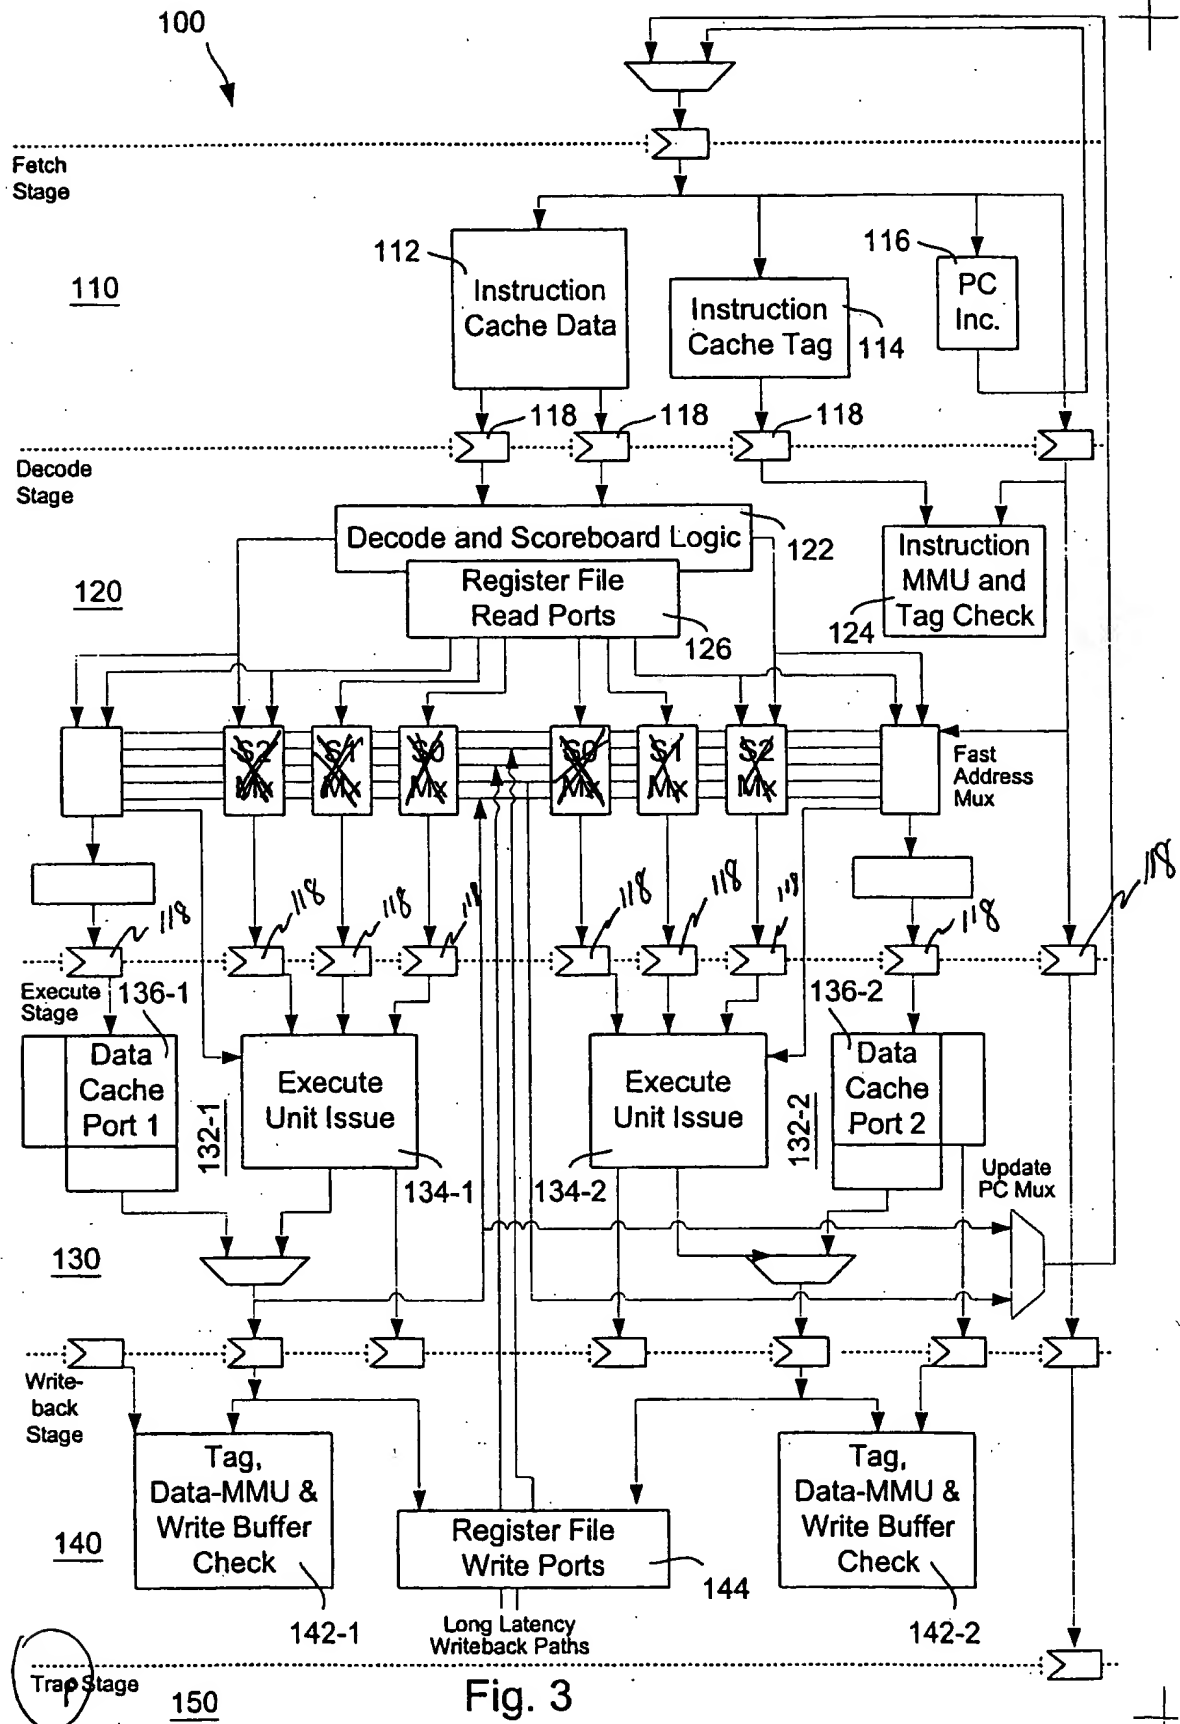 100
Fetch
Stage
112
116
110
Instruction
Cache Data
Instruction
Cache Tag
114
PC
Inc.
118
118
118
Decode
Stage
Decode and Scoreboard Logic
122
Instruction
MMU and
Tag Check
124
120
Register File
Read Ports
126
S2
Mx
S1
Mx
S0
Mx
S0
Mx
S1
Mx
S2
Mx
Fast
Address
Mux
118
118
118
118
118
118
118
118
118
Execute
Stage
136-1
136-2
Data
Cache
Port 1
132-1
Execute
Unit Issue
134-1
Execute
Unit Issue
134-2
132-2
Data
Cache
Port 2
Update
PC Mux
130
Write-
back
Stage
Tag,
Data-MMU &
Write Buffer
Check
142-1
140
Register File
Write Ports
144
Tag,
Data-MMU &
Write Buffer
Check
142-2
Long Latency
Writeback Paths
Trap Stage
p
150
Fig. 3